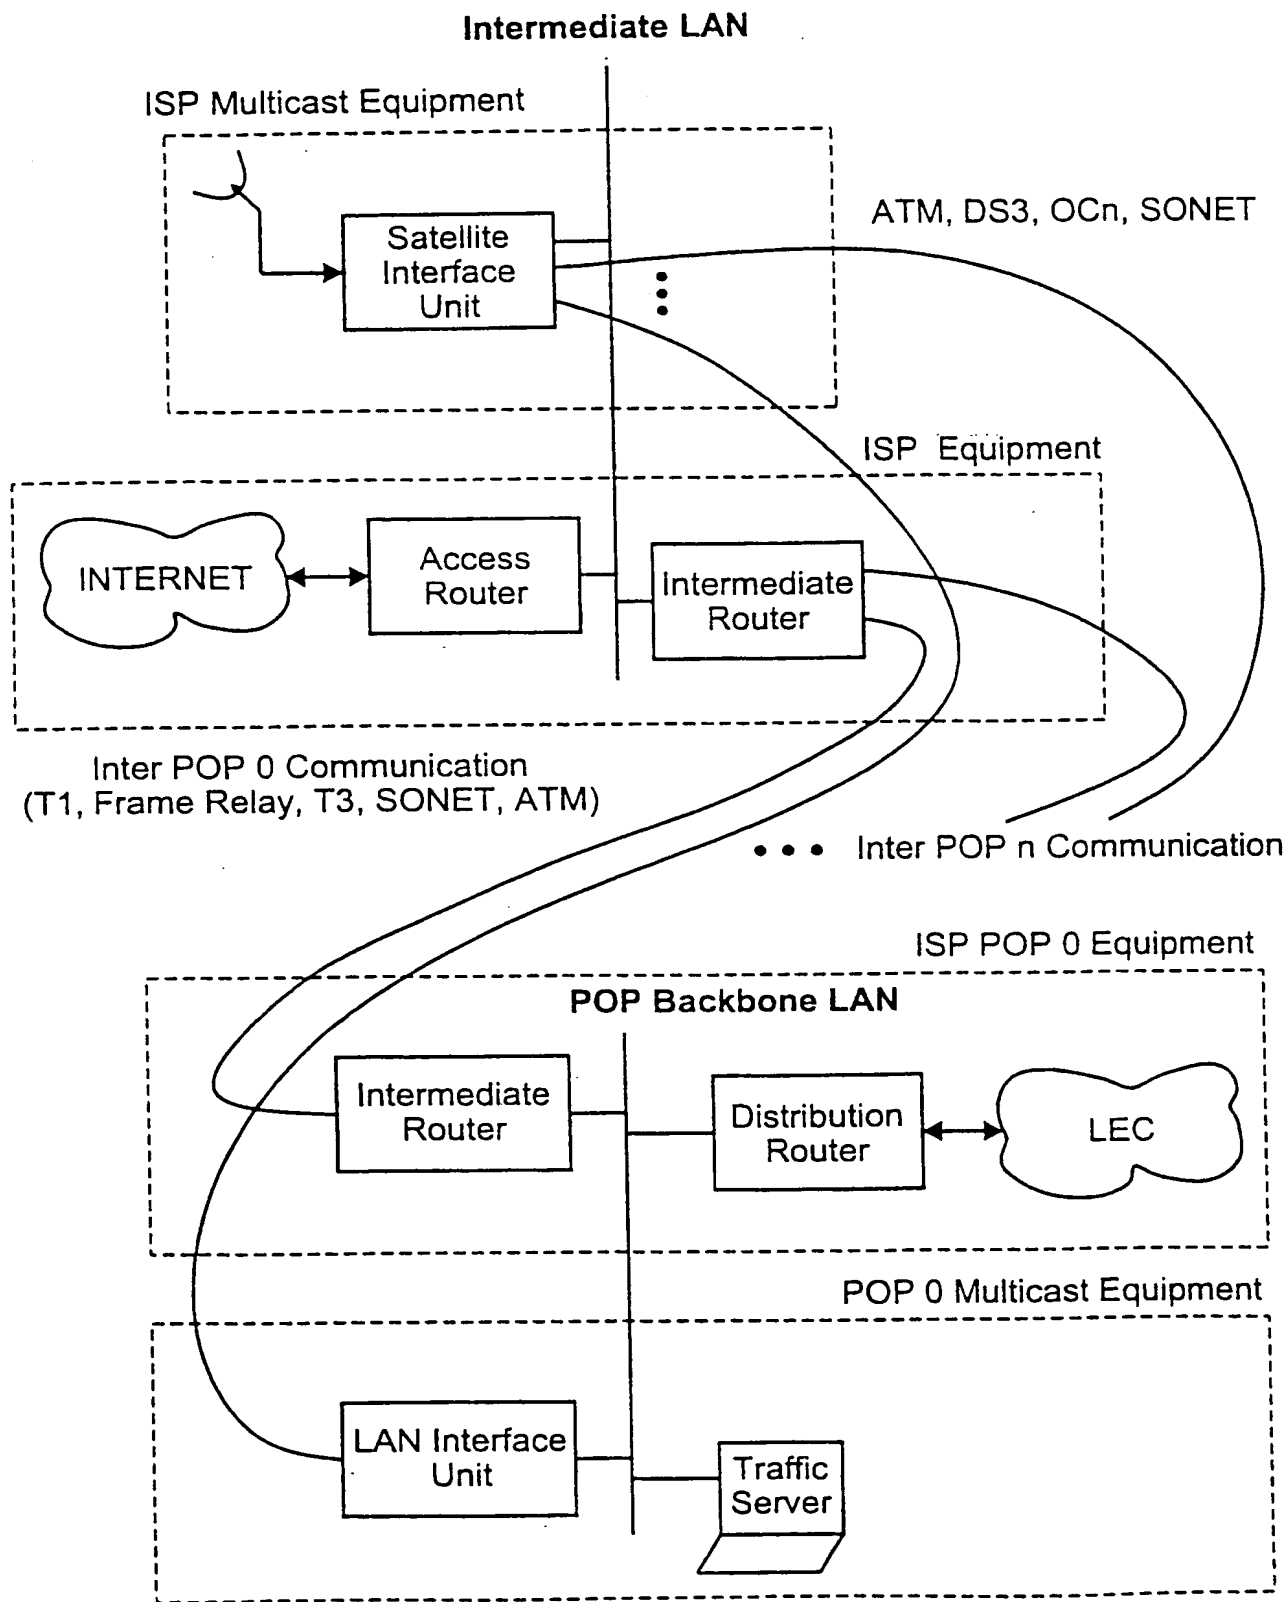 Intermediate LAN
ISP Multicast Equipment
ATM, DS3, OCn, SONET
Satellite
Interface
Unit
ISP Equipment
INTERNET
Access
Router
Intermediate
Router
Inter POP 0 Communication
(T1, Frame Relay, T3, SONET, ATM)
Inter POP n Communication
ISP POP 0 Equipment
POP Backbone LAN
Intermediate
Router
Distribution
Router
LEC
POP 0 Multicast Equipment
LAN Interface
Unit
Traffic
Server